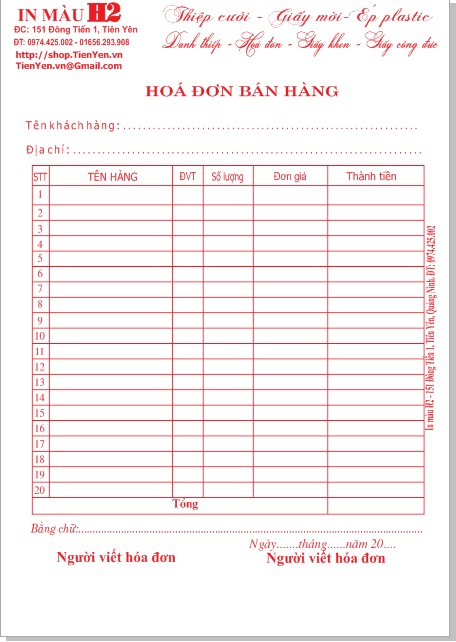 IN MÀU H2
ĐC: 151 Đông Tiến 1, Tiên Yên
ĐT: 0974.425.002 - 01656.293.908
http://shop.TienYen.vn
TienYen.vn@Gmail.com
Thiệp cưới - Giấy mời - Ép plastic
Danh thiếp - Hoá đơn - Giấy khen - Giấy công đức
HOÁ ĐƠN BÁN HÀNG
Tên khách hàng: ............................................................
Địa chỉ: ......................................................................
STT TÊN HÀNG ĐVT Số lượng Đơn giá Thành tiền
1
2
3
4
5
6
7
8
9
10
11
12
13
14
15
16
17
18
19
20
Tổng
In màu H2 - 151 Đông Tiến 1, Tiên Yên, Quảng Ninh. ĐT: 0974.425.002
Bằng chữ:....................................................................................
Ngày.......tháng......năm 20....
Người viết hóa đơn Người viết hóa đơn